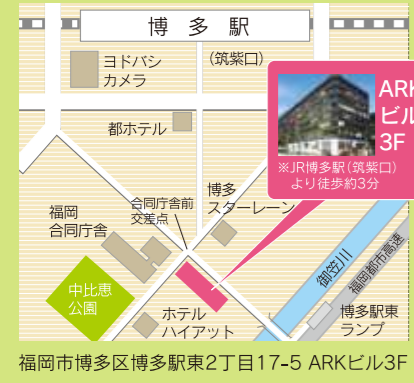 博多駅
ヨドバシ
カメラ
(筑紫口)
都ホテル
ARK
ビル
3F
※JR博多駅(筑紫口)
より徒歩約3分
博多
スターレーン
福岡
合同庁舎
合同庁舎前
交差点
中比恵
公園
御笠川
福岡都市高速
ホテル
ハイアット
博多駅東
ランプ
福岡市博多区博多駅東2丁目17-5 ARKビル3F